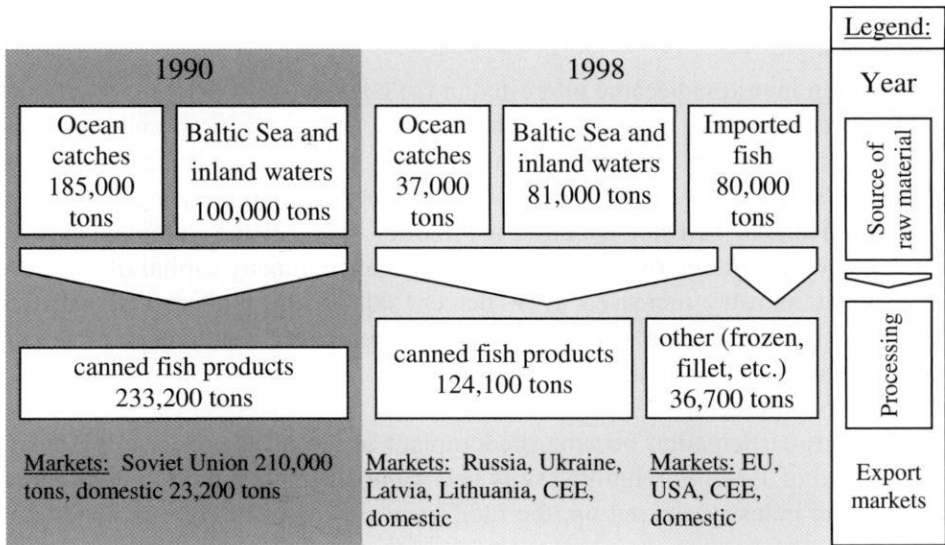 1990
Ocean
catches
185,000
tons
Baltic Sea and
inland waters
100,000 tons
canned fish products
233,200 tons
Markets: Soviet Union 210,000
tons, domestic 23,200 tons
1998
Ocean
catches
37,000
tons
Baltic Sea and
inland waters
81,000 tons
Imported
fish
80,000
tons
canned fish products
124,100 tons
other (frozen,
fillet, etc.)
36,700 tons
Markets: Russia, Ukraine,
Latvia, Lithuania, CEE,
domestic
Markets: EU,
USA, CEE,
domestic
Legend:
Year
Source of
raw material
Processing
Export
markets